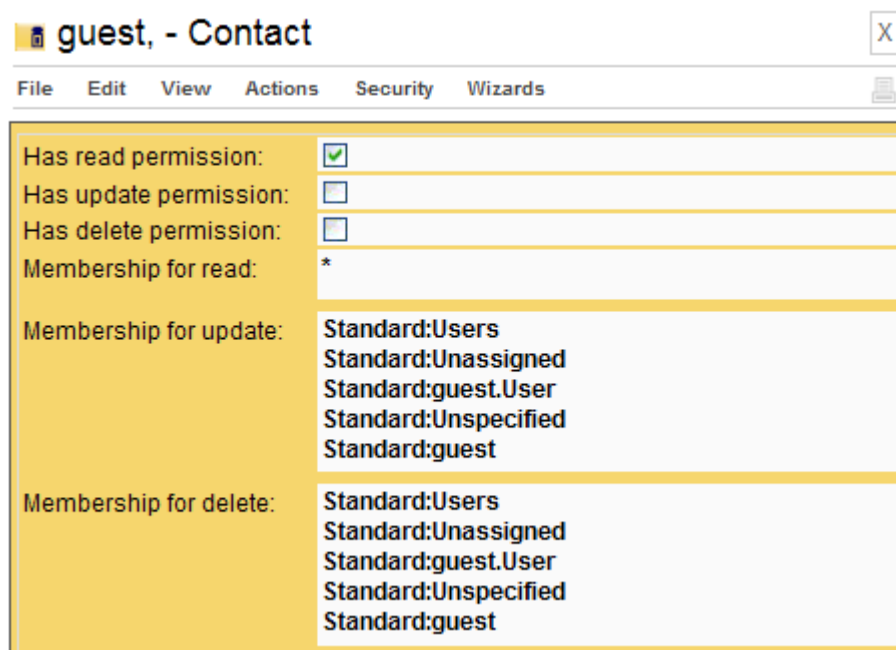 guest, - Contact
X
File Edit View Actions Security Wizards
Has read permission:
Has update permission:
Has delete permission:
Membership for read: *
Membership for update: Standard:Users
Standard:Unassigned
Standard:guest.User
Standard:Unspecified
Standard:guest
Membership for delete: Standard:Users
Standard:Unassigned
Standard:guest.User
Standard:Unspecified
Standard:guest